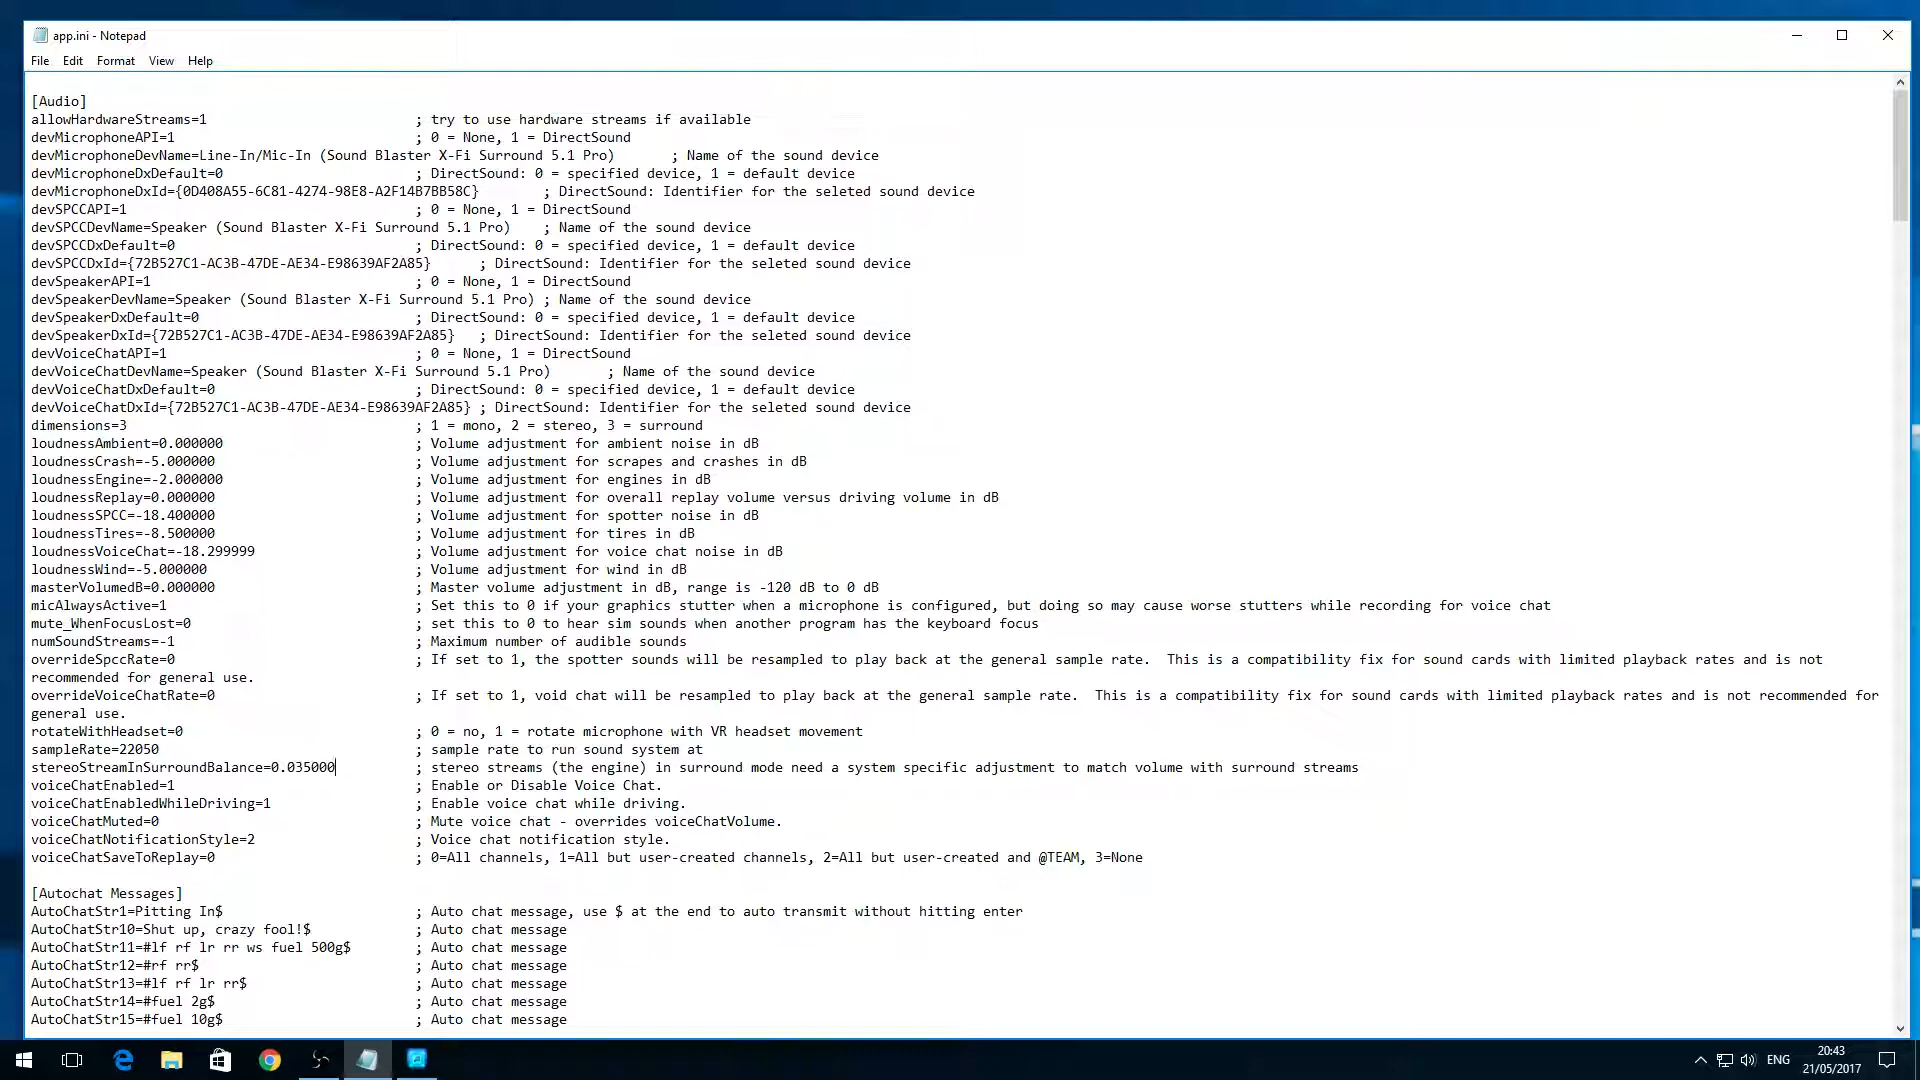 app.ini - Notepad
File Edit Format View Help
[Audio]
allowHardwareStreams=1 ; try to use hardware streams if available
devMicrophoneAPI=1 ; 0 = None, 1 = DirectSound
devMicrophoneDevName=Line-In/Mic-In (Sound Blaster X-Fi Surround 5.1 Pro) ; Name of the sound device
devMicrophoneDxDefault=0 ; DirectSound: 0 = specified device, 1 = default device
devMicrophoneDxId={0D408A55-6C81-4274-98E8-A2F14B7BB58C} ; DirectSound: Identifier for the seleted sound device
devSPCCAPI=1 ; 0 = None, 1 = DirectSound
devSPCCDevName=Speaker (Sound Blaster X-Fi Surround 5.1 Pro) ; Name of the sound device
devSPCCDxDefault=0 ; DirectSound: 0 = specified device, 1 = default device
devSPCCDxId={72B527C1-AC3B-47DE-AE34-E98639AF2A85} ; DirectSound: Identifier for the seleted sound device
devSpeakerAPI=1 ; 0 = None, 1 = DirectSound
devSpeakerDevName=Speaker (Sound Blaster X-Fi Surround 5.1 Pro) ; Name of the sound device
devSpeakerDxDefault=0 ; DirectSound: 0 = specified device, 1 = default device
devSpeakerDxId={72B527C1-AC3B-47DE-AE34-E98639AF2A85} ; DirectSound: Identifier for the seleted sound device
devVoiceChatAPI=1 ; 0 = None, 1 = DirectSound
devVoiceChatDevName=Speaker (Sound Blaster X-Fi Surround 5.1 Pro) ; Name of the sound device
devVoiceChatDxDefault=0 ; DirectSound: 0 = specified device, 1 = default device
devVoiceChatDxId={72B527C1-AC3B-47DE-AE34-E98639AF2A85} ; DirectSound: Identifier for the seleted sound device
dimensions=3 ; 1 = mono, 2 = stereo, 3 = surround
loudnessAmbient=0.000000 ; Volume adjustment for ambient noise in dB
loudnessCrash=-5.000000 ; Volume adjustment for scrapes and crashes in dB
loudnessEngine=-2.000000 ; Volume adjustment for engines in dB
loudnessReplay=0.000000 ; Volume adjustment for overall replay volume versus driving volume in dB
loudnessSPCC=-18.400000 ; Volume adjustment for spotter noise in dB
loudnessTires=-8.500000 ; Volume adjustment for tires in dB
loudnessVoiceChat=-18.299999 ; Volume adjustment for voice chat noise in dB
loudnessWind=-5.000000 ; Volume adjustment for wind in dB
masterVolumedB=0.000000 ; Master volume adjustment in dB, range is -120 dB to 0 dB
micAlwaysActive=1 ; Set this to 0 if your graphics stutter when a microphone is configured, but doing so may cause worse stutters while recording for voice chat
mute_WhenFocusLost=0 ; set this to 0 to hear sim sounds when another program has the keyboard focus
numSoundStreams=-1 ; Maximum number of audible sounds
overrideSpccRate=0 ; If set to 1, the spotter sounds will be resampled to play back at the general sample rate.  This is a compatibility fix for sound cards with limited playback rates and is not
recommended for general use.
overrideVoiceChatRate=0 ; If set to 1, void chat will be resampled to play back at the general sample rate.  This is a compatibility fix for sound cards with limited playback rates and is not recommended for
general use.
rotateWithHeadset=0 ; 0 = no, 1 = rotate microphone with VR headset movement
sampleRate=22050 ; sample rate to run sound system at
stereoStreamInSurroundBalance=0.035000 ; stereo streams (the engine) in surround mode need a system specific adjustment to match volume with surround streams
voiceChatEnabled=1 ; Enable or Disable Voice Chat.
voiceChatEnabledWhileDriving=1 ; Enable voice chat while driving.
voiceChatMuted=0 ; Mute voice chat - overrides voiceChatVolume.
voiceChatNotificationStyle=2 ; Voice chat notification style.
voiceChatSaveToReplay=0 ; 0=All channels, 1=All but user-created channels, 2=All but user-created and @TEAM, 3=None
[Autochat Messages]
AutoChatStr1=Pitting In$ ; Auto chat message, use $ at the end to auto transmit without hitting enter
AutoChatStr10=Shut up, crazy fool!$ ; Auto chat message
AutoChatStr11=#lf rf lr rr ws fuel 500g$ ; Auto chat message
AutoChatStr12=#rf rr$ ; Auto chat message
AutoChatStr13=#lf rf lr rr$ ; Auto chat message
AutoChatStr14=#fuel 2g$ ; Auto chat message
AutoChatStr15=#fuel 10g$ ; Auto chat message
ENG
20:43
21/05/2017